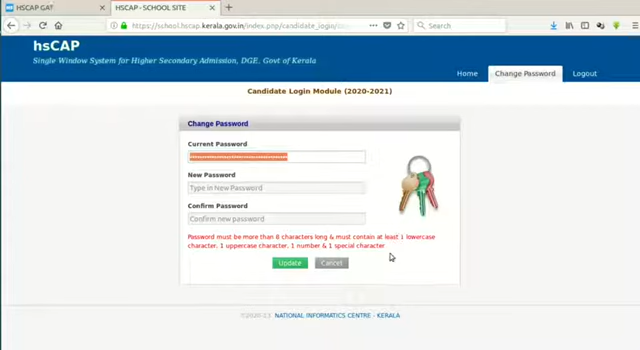 HSCAP GAT
HSCAP - SCHOOL SITE
https://school.hscap.kerala.gov.in/index.php/candidate_login/
Search
hsCAP
Single Window System for Higher Secondary Admission, DGE, Govt of Kerala
Home
Change Password
Logout
Candidate Login Module (2020-2021)
Change Password
Current Password
New Password
Type in New Password
Confirm Password
Confirm new password
Password must be more than 8 characters long & must contain at least 1 lowercase
character, 1 uppercase character, 1 number & 1 special character
Update
Cancel
NATIONAL INFORMATICS CENTRE - KERALA